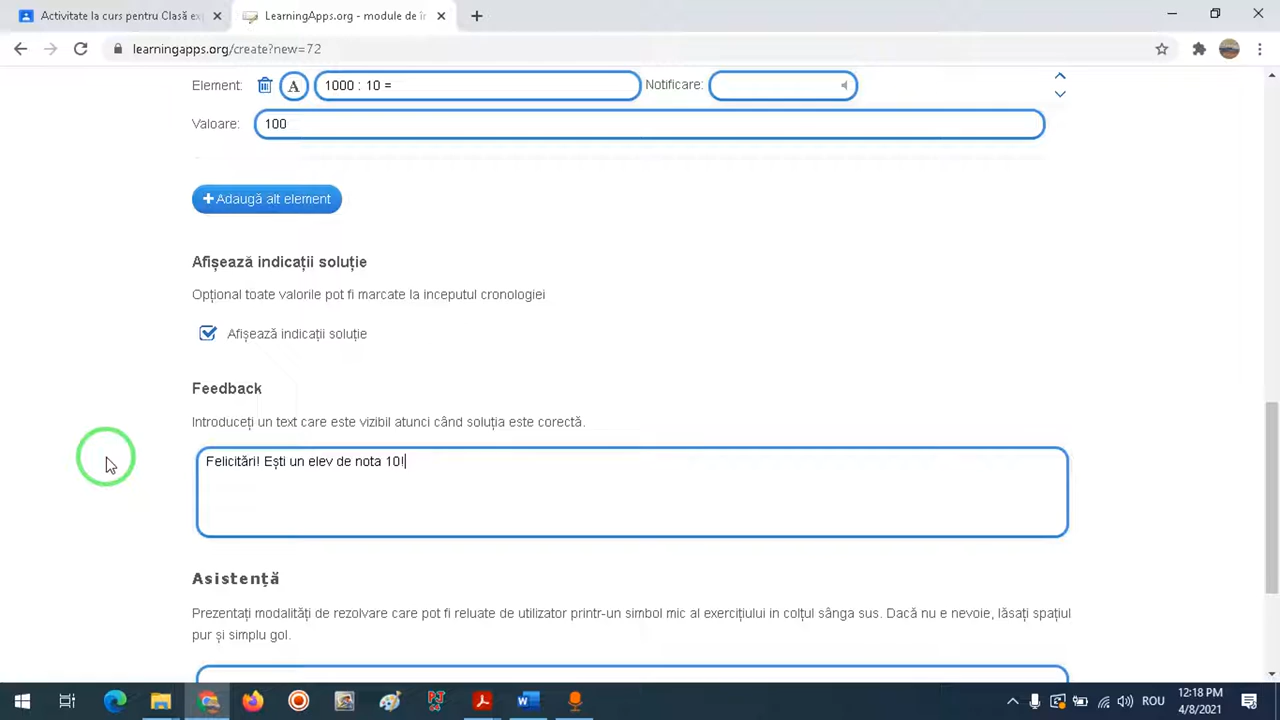 Activitate la curs pentru Clasă ex
LearningApps.org - module de în
learningapps.org/create?new=72
Element: A 1000 : 10 = Notificare:
Valoare: 100
+ Adaugă alt element
Afișează indicații soluție
Opțional toate valorile pot fi marcate la inceputul cronologiei
Afișează indicații soluție
Feedback
Introduceți un text care este vizibil atunci când soluția este corectă.
Felicitări! Ești un elev de nota 10!
Asistență
Prezentați modalități de rezolvare care pot fi reluate de utilizator printr-un simbol mic al exercițiului in colțul sânga sus. Dacă nu e nevoie, lăsați spațiul
pur și simplu gol.
ROU
12:18 PM
4/8/2021